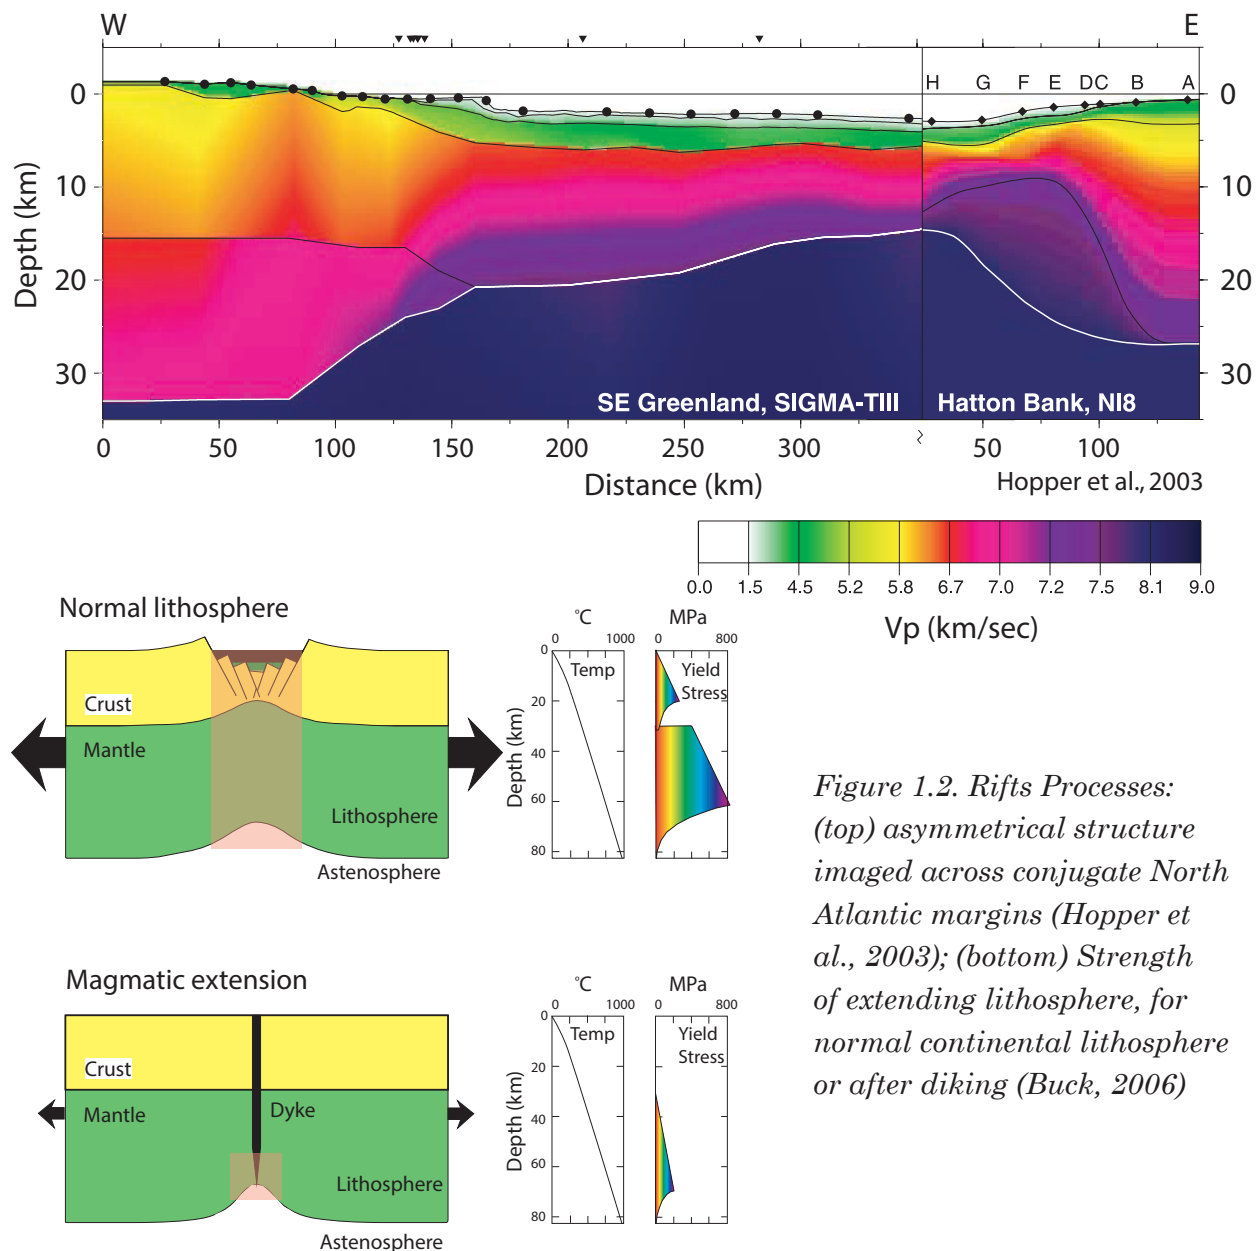 W
E
H G F E D C B A
0
10
20
30
Depth (km)
0
10
20
30
SE Greenland, SIGMA-TIII
Hatton Bank, NI8
0 50 100 150 200 250 300 50 100
Distance (km)
Hopper et al., 2003
0.0 1.5 4.5 5.2 5.8 6.7 7.0 7.2 7.5 8.1 9.0
Vp (km/sec)
Normal lithosphere
Crust
Mantle
Lithosphere
Astenosphere
°C
0 1000
Temp
MPa
0 800
Yield
Stress
0
20
40
60
80
Depth (km)
Figure 1.2. Rifts Processes:
(top) asymmetrical structure
imaged across conjugate North
Atlantic margins (Hopper et
al., 2003); (bottom) Strength
of extending lithosphere, for
normal continental lithosphere
or after diking (Buck, 2006)
Magmatic extension
Crust
Mantle
Dyke
Lithosphere
Astenosphere
°C
0 1000
Temp
MPa
0 800
Yield
Stress
0
20
40
60
80
Depth (km)